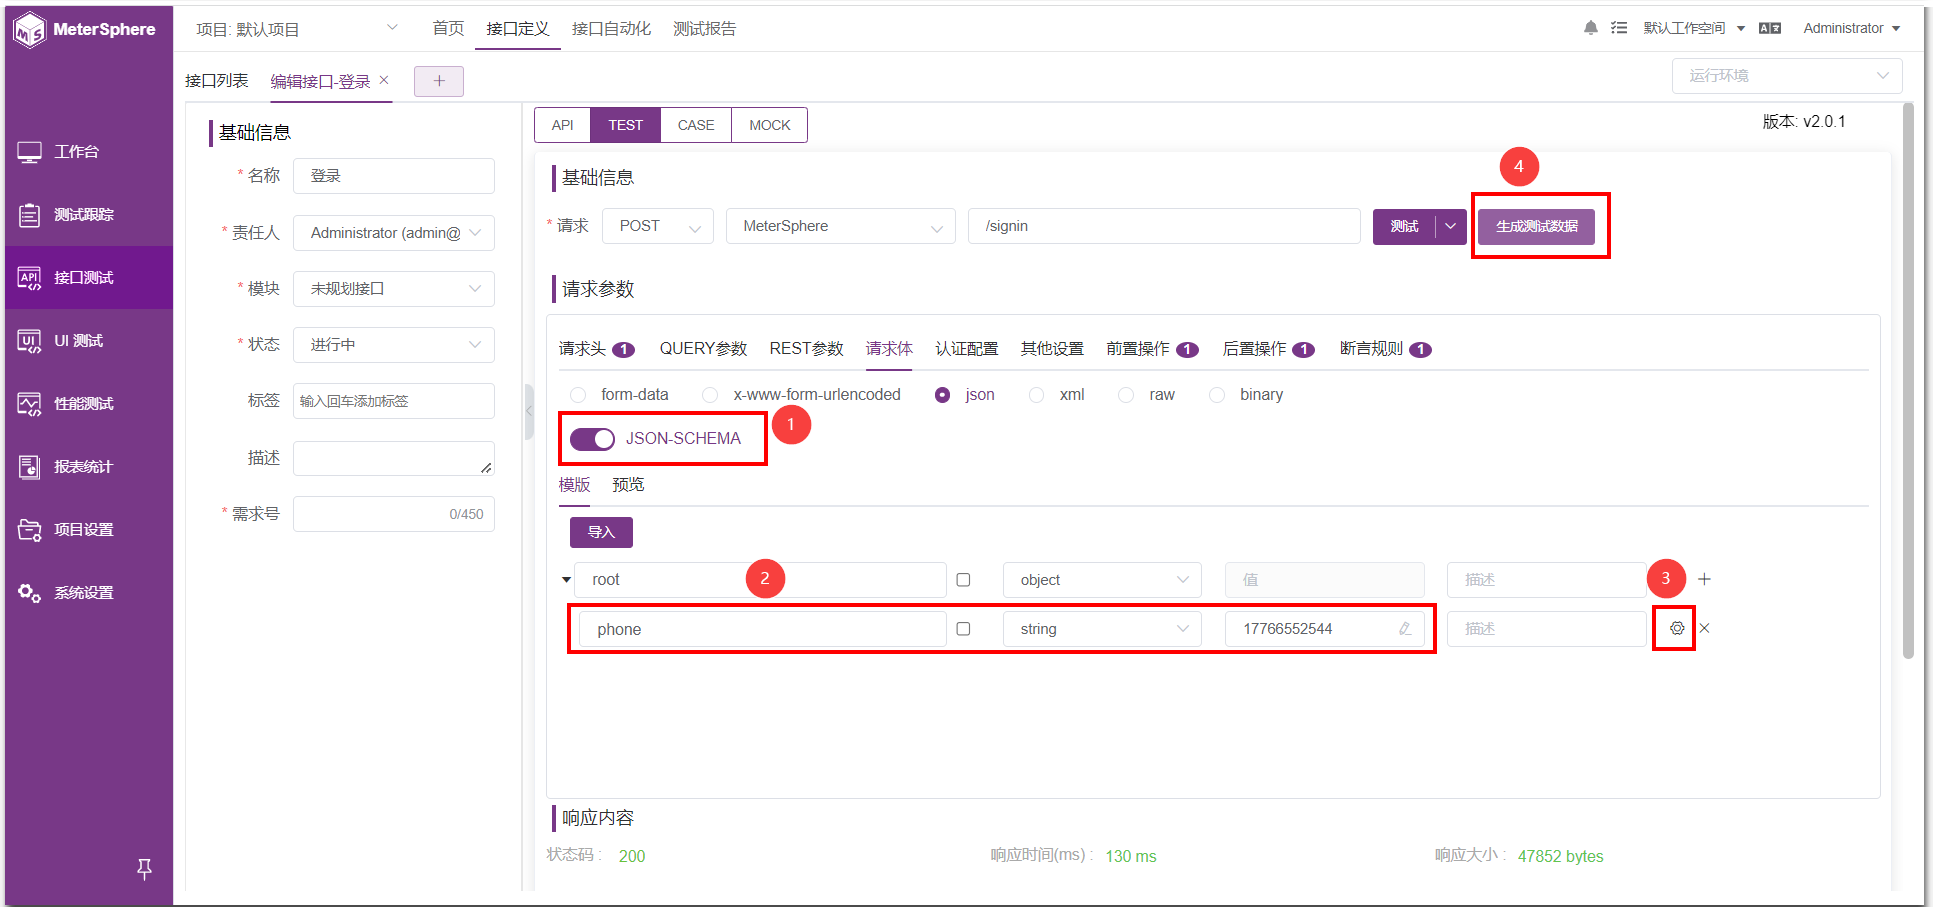 MeterSphere
项目: 默认项目
首页
接口定义
接口自动化
测试报告
默认工作空间
Administrator
接口列表
编辑接口-登录
运行环境
工作台
测试跟踪
接口测试
UI 测试
性能测试
报表统计
项目设置
系统设置
基础信息
* 名称 登录
* 责任人 Administrator (admin@
* 模块 未规划接口
* 状态 进行中
标签 输入回车添加标签
描述
* 需求号 0/450
API TEST CASE MOCK
版本: v2.0.1
基础信息
4
* 请求 POST MeterSphere /signin 测试 生成测试数据
请求参数
请求头 1 QUERY参数 REST参数 请求体 认证配置 其他设置 前置操作 1 后置操作 1 断言规则 1
form-data x-www-form-urlencoded json xml raw binary
JSON-SCHEMA 1
模版 预览
导入
root 2 object 值 描述 3
phone string 17766552544 描述
响应内容
状态码 : 200 响应时间(ms) : 130 ms 响应大小 : 47852 bytes